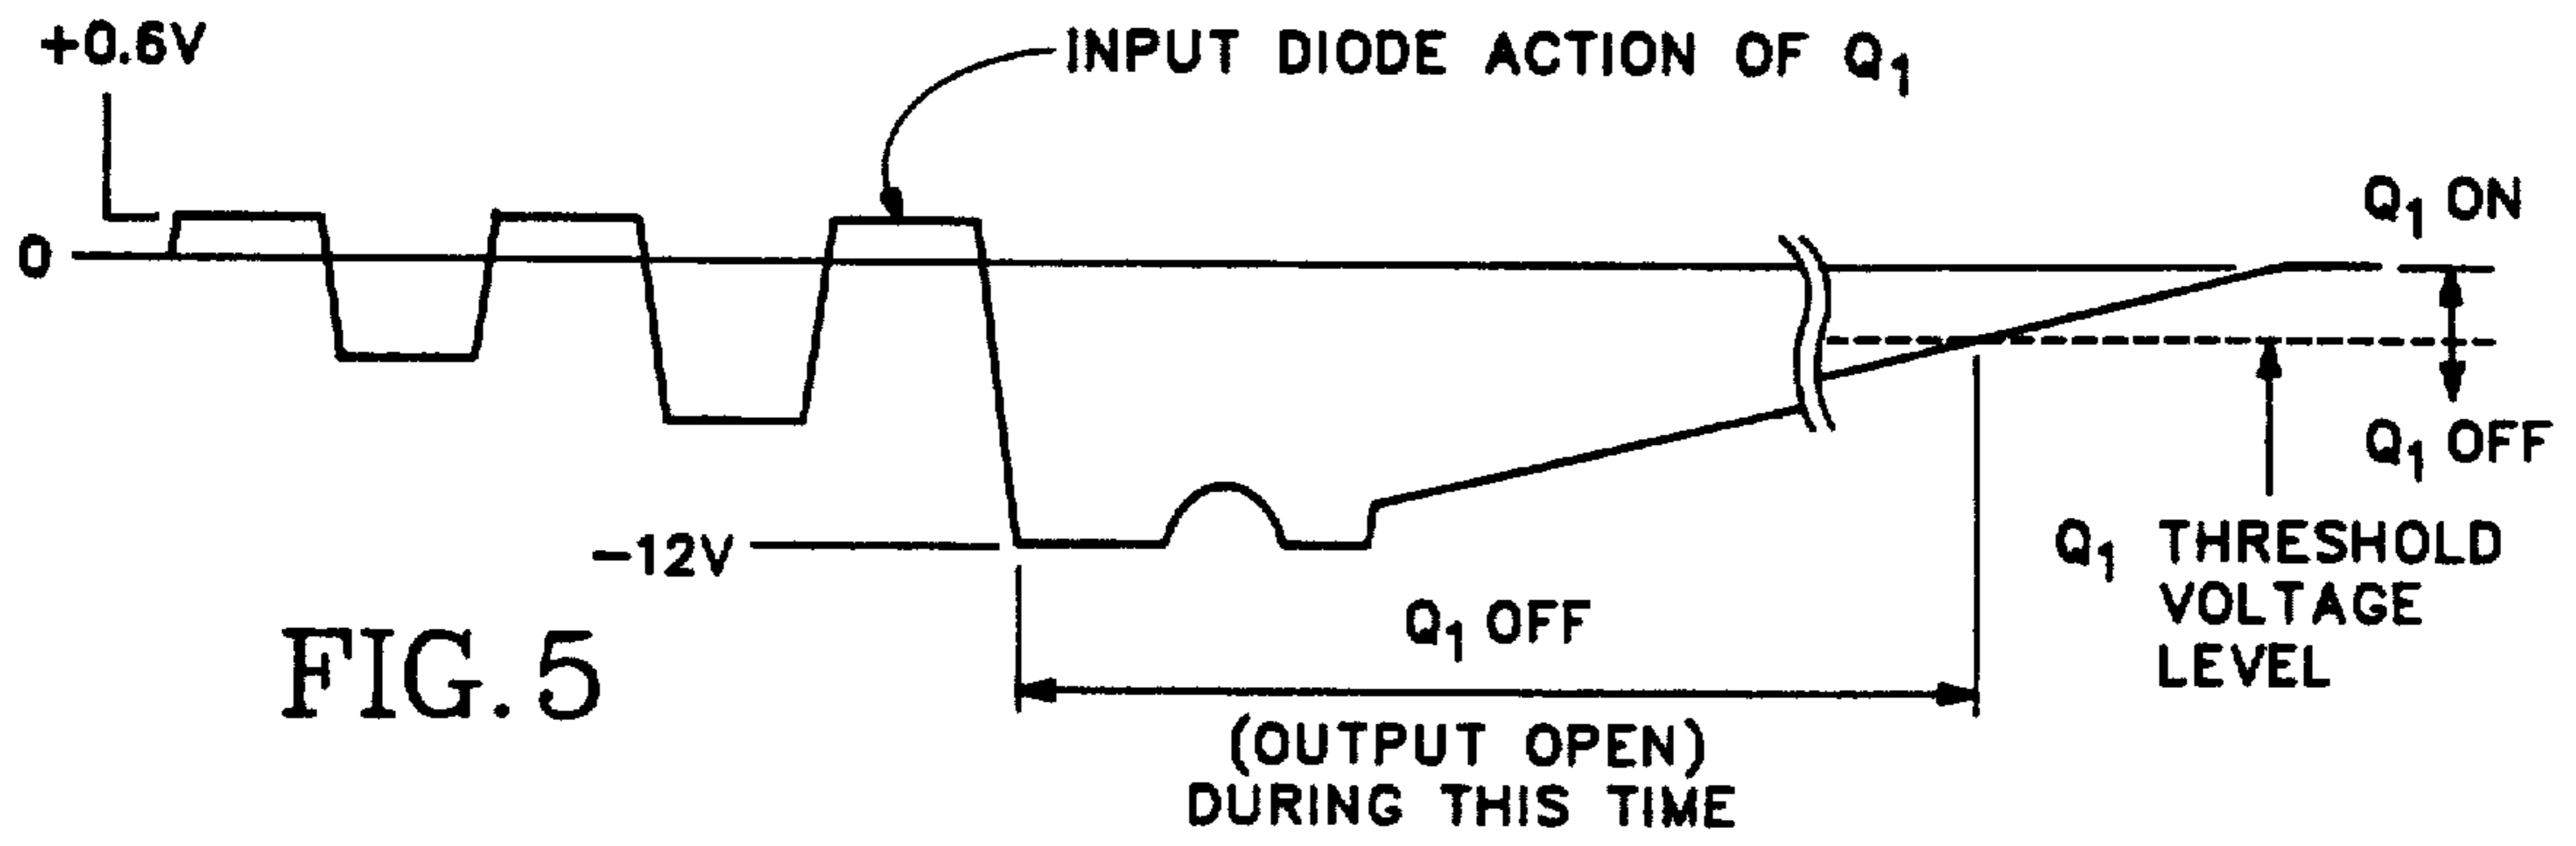 +0.6V
INPUT DIODE ACTION OF Q1
0
Q1 ON
Q1 OFF
-12V
Q1 THRESHOLD
VOLTAGE
LEVEL
Q1 OFF
(OUTPUT OPEN)
DURING THIS TIME
FIG. 5